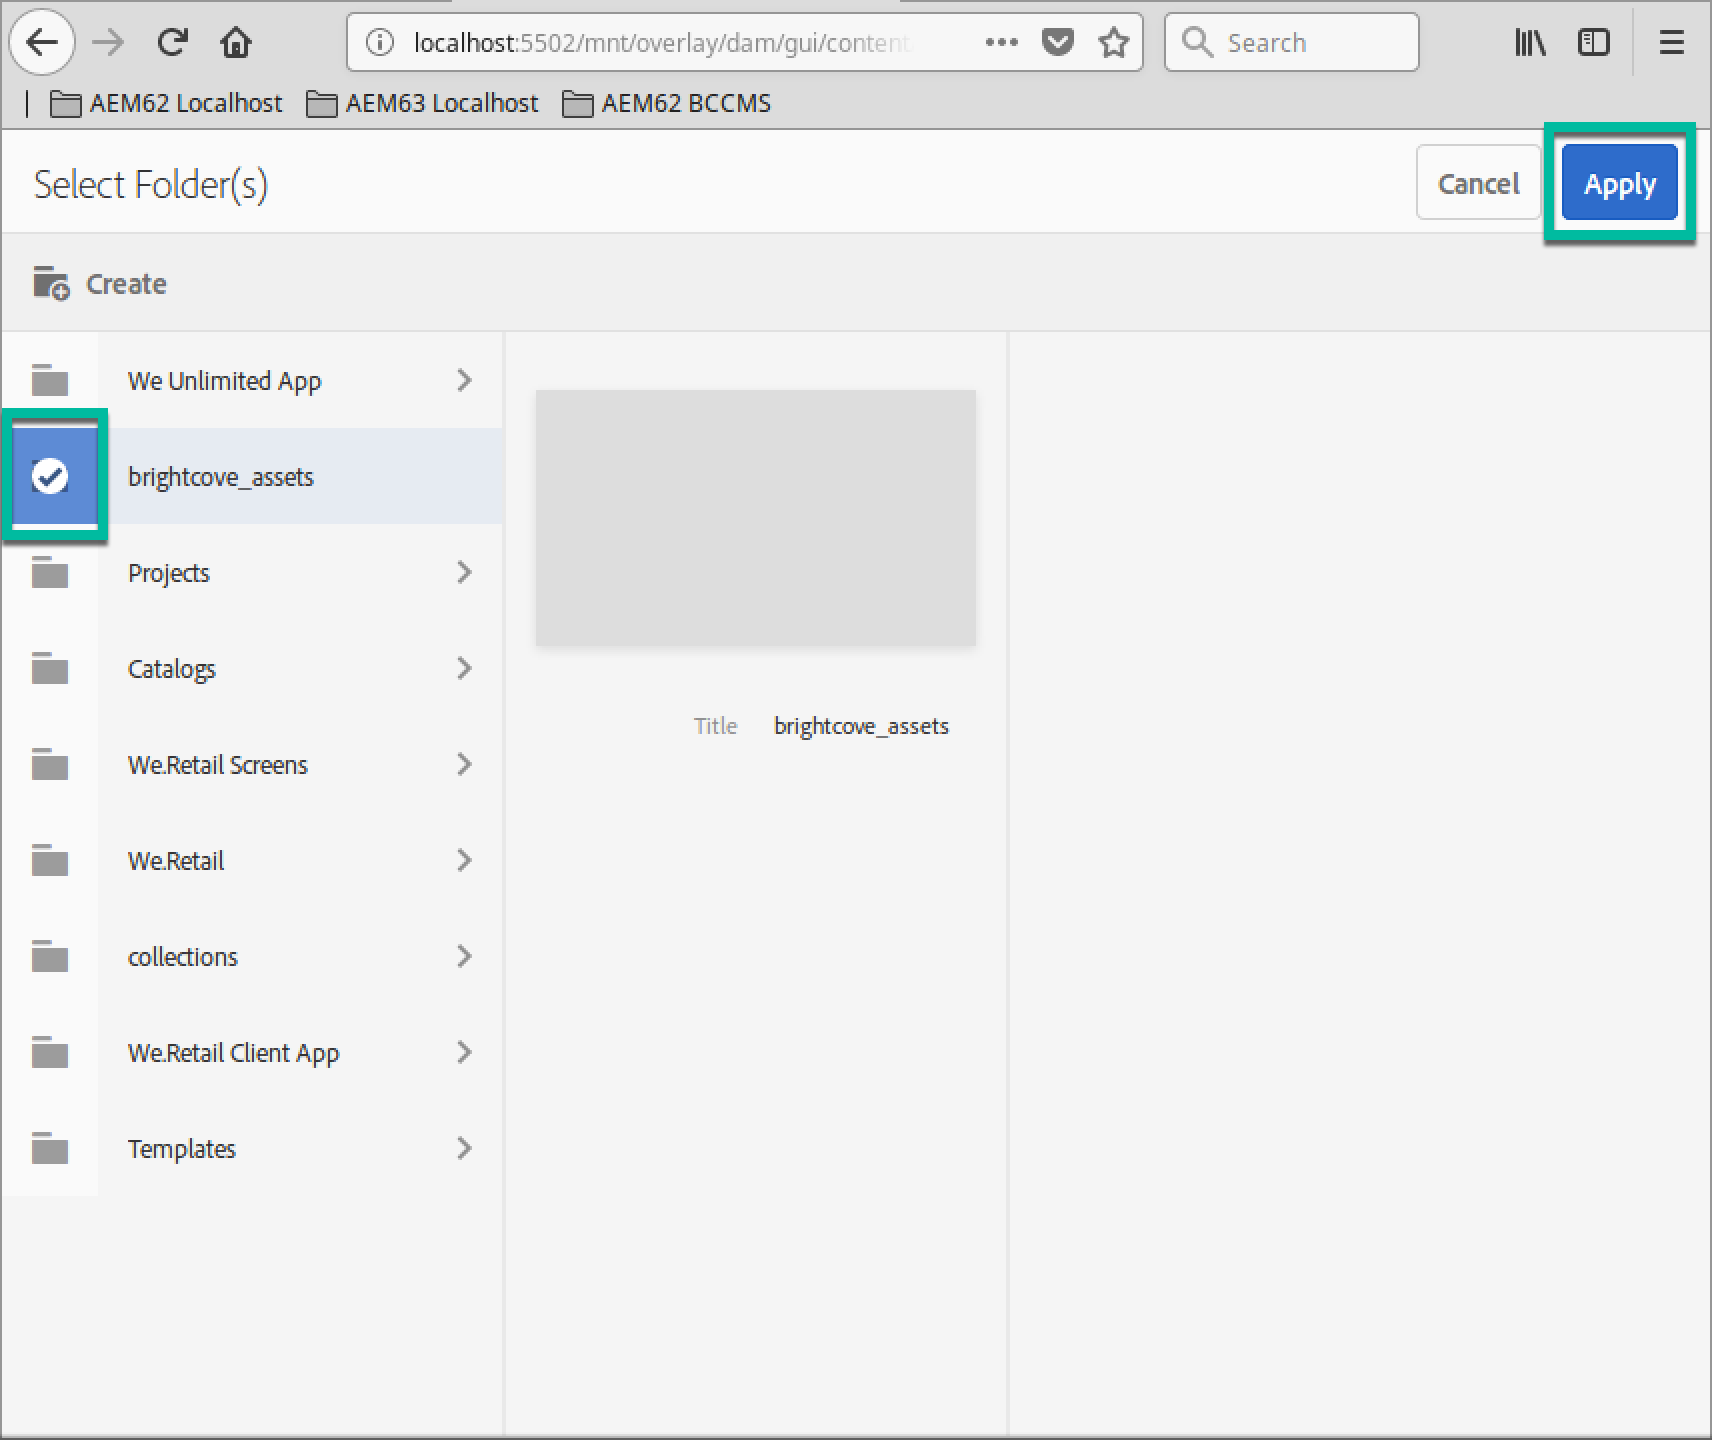 localhost:5502/mnt/overlay/dam/gui/content
Search
AEM62 Localhost
AEM63 Localhost
AEM62 BCCMS
Select Folder(s)
Cancel
Apply
Create
We Unlimited App
brightcove_assets
Projects
Catalogs
We.Retail Screens
We.Retail
collections
We.Retail Client App
Templates
Title brightcove_assets